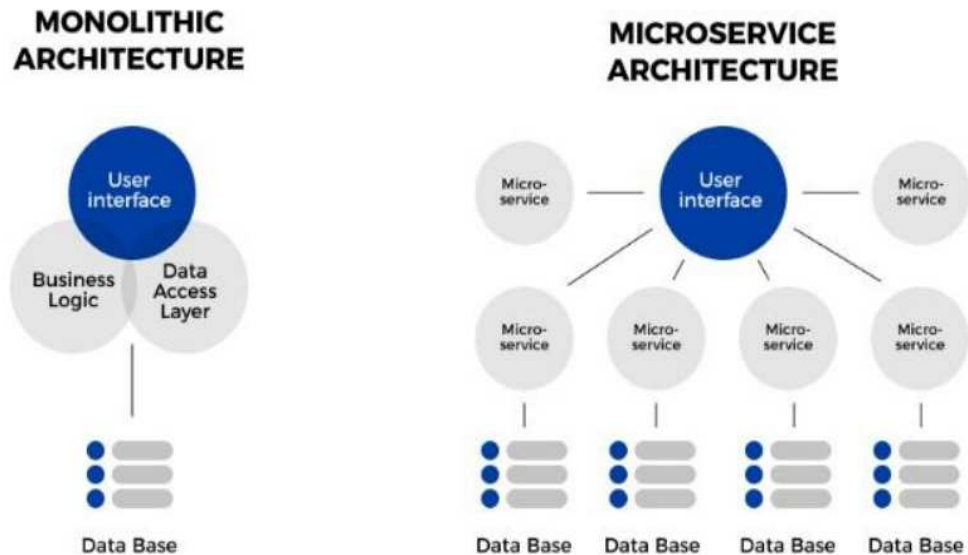 MONOLITHIC
ARCHITECTURE
User
interface
Business
Logic
Data
Access
Layer
Data Base
MICROSERVICE
ARCHITECTURE
Micro-
service
User
interface
Micro-
service
Micro-
service
Micro-
service
Micro-
service
Micro-
service
Data Base
Data Base
Data Base
Data Base